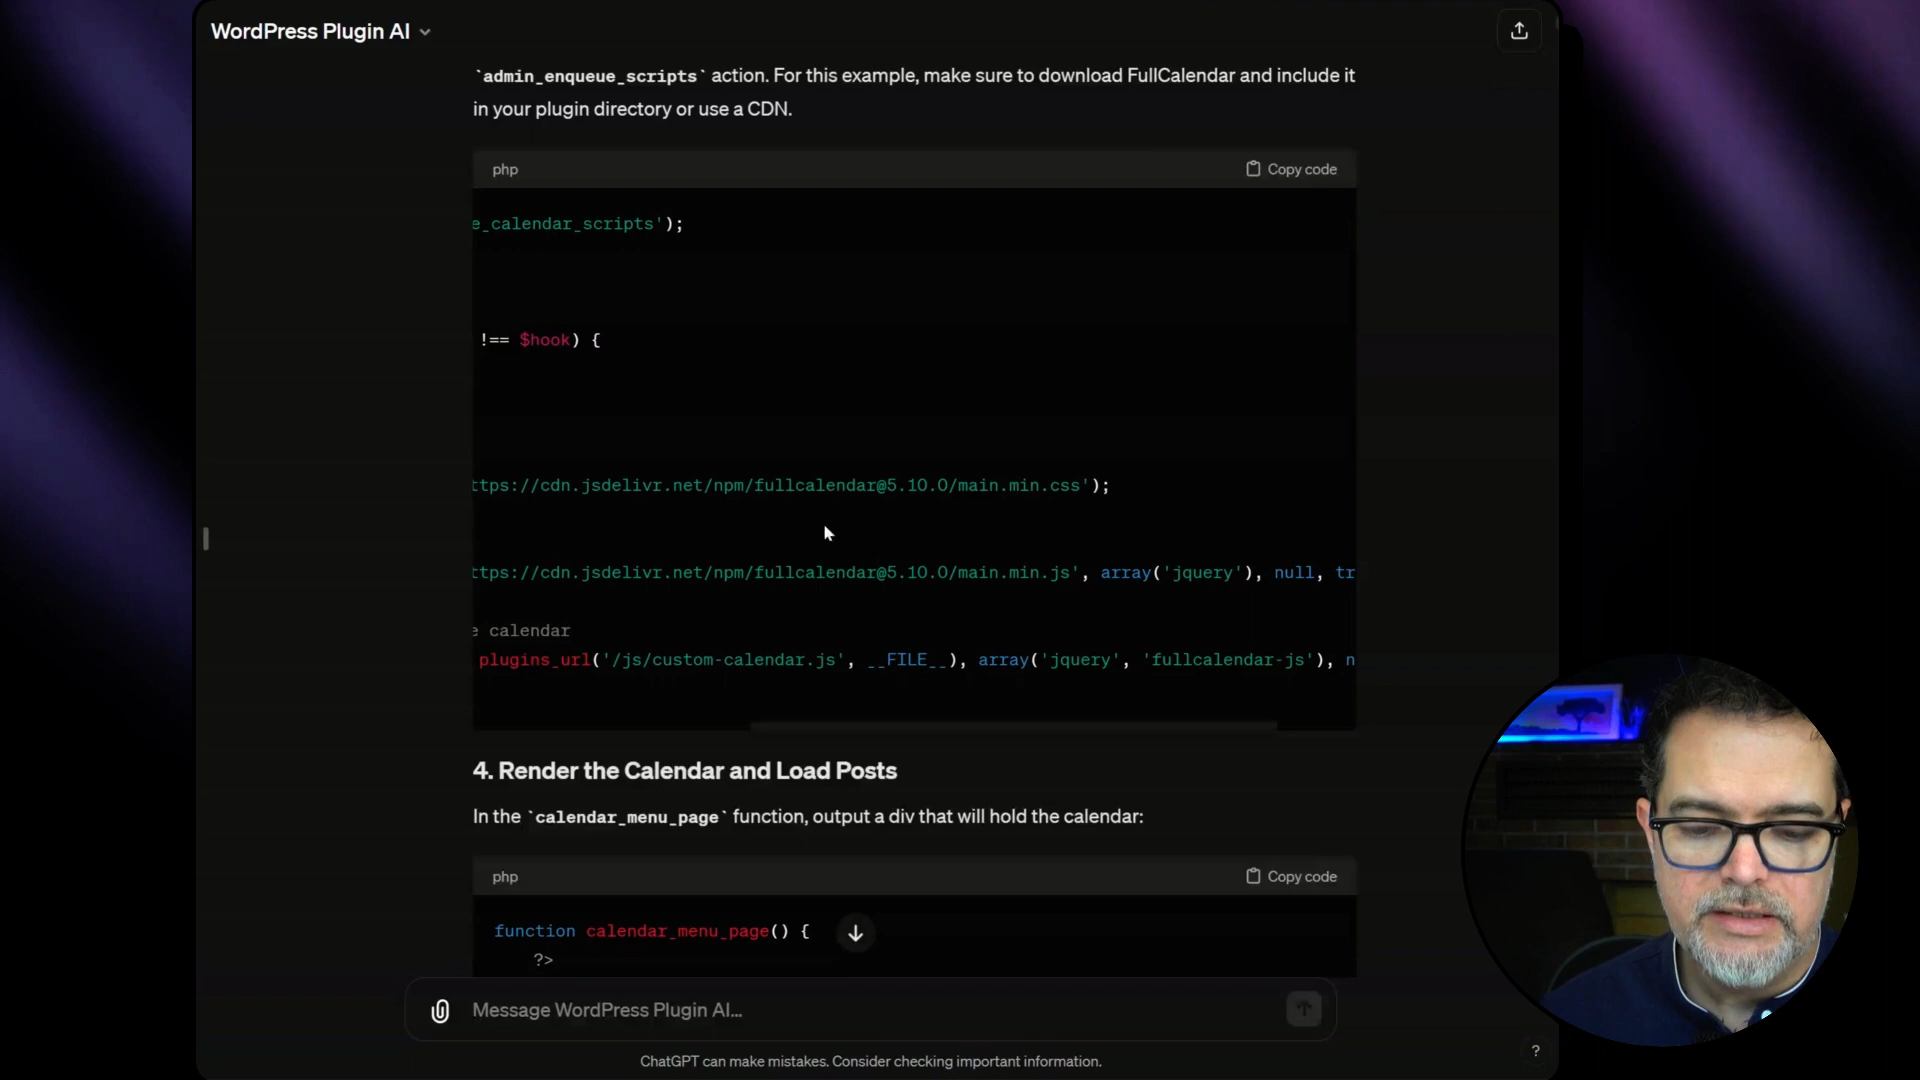 WordPress Plugin AI
`admin_enqueue_scripts` action. For this example, make sure to download FullCalendar and include it
in your plugin directory or use a CDN.
php
Copy code
e_calendar_scripts');
!== $hook) {
ttps://cdn.jsdelivr.net/npm/fullcalendar@5.10.0/main.min.css');
ttps://cdn.jsdelivr.net/npm/fullcalendar@5.10.0/main.min.js', array('jquery'), null, tr
e calendar
plugins_url('/js/custom-calendar.js', __FILE__), array('jquery', 'fullcalendar-js'), n
4. Render the Calendar and Load Posts
In the `calendar_menu_page` function, output a div that will hold the calendar:
php
Copy code
function calendar_menu_page() {
?>
Message WordPress Plugin AI...
ChatGPT can make mistakes. Consider checking important information.
?